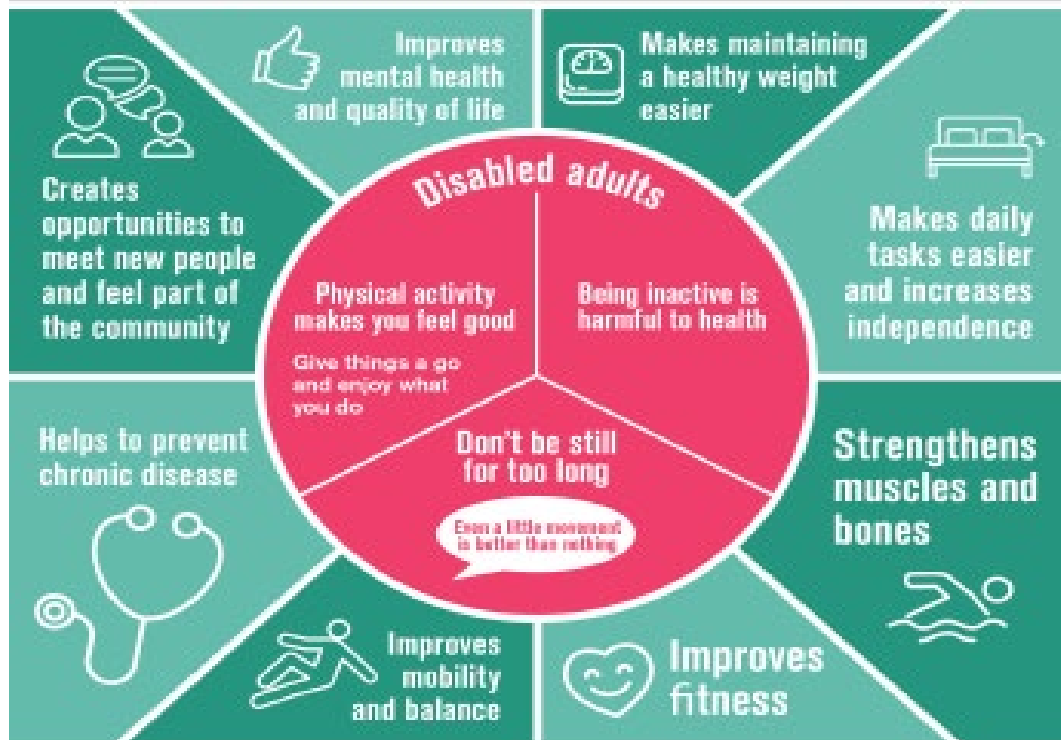 Improves
mental health
and quality of life
Makes maintaining
a healthy weight
easier
Creates
opportunities to
meet new people
and feel part of
the community
Makes daily
tasks easier
and increases
independence
Disabled adults
Physical activity
makes you feel good
Give things a go
and enjoy what
you do
Being inactive is
harmful to health
Don't be still
for too long
Even a little movement
is better than nothing
Helps to prevent
chronic disease
Strengthens
muscles and
bones
Improves
mobility
and balance
Improves
fitness